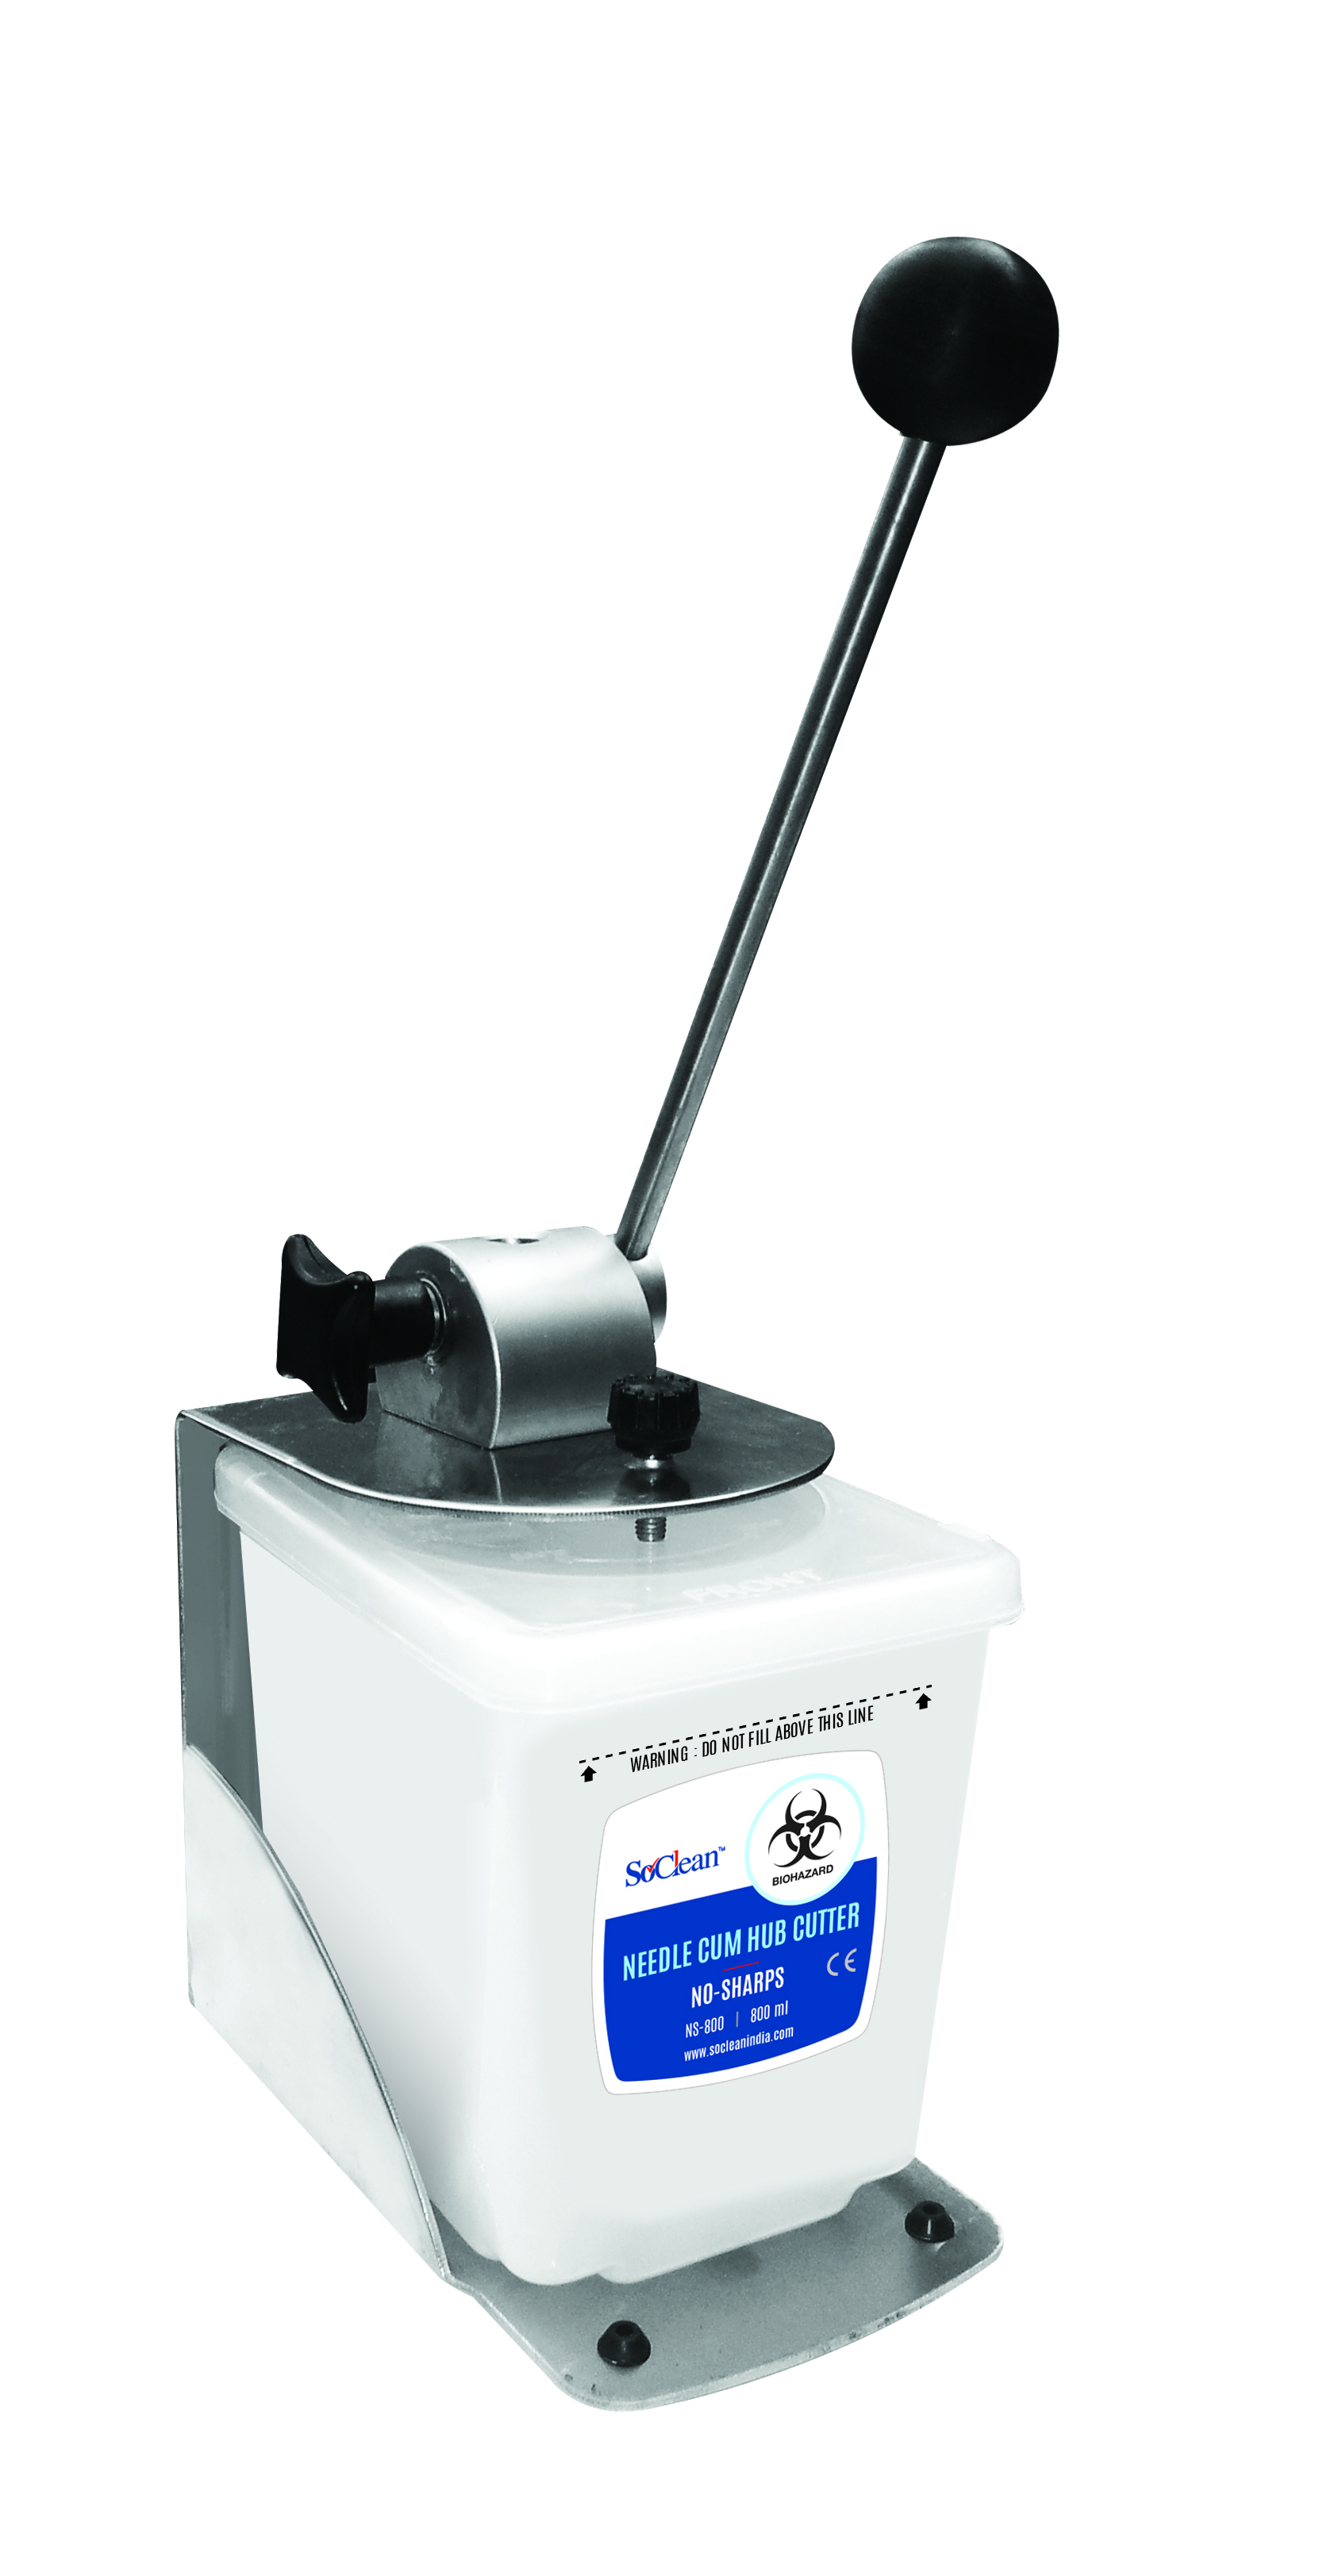 FRONT
WARNING : DO NOT FILL ABOVE THIS LINE
SoClean™
BIOHAZARD
NEEDLE CUM HUB CUTTER
NO-SHARPS
CE
NS-800 | 800 ml
www.socleanindia.com